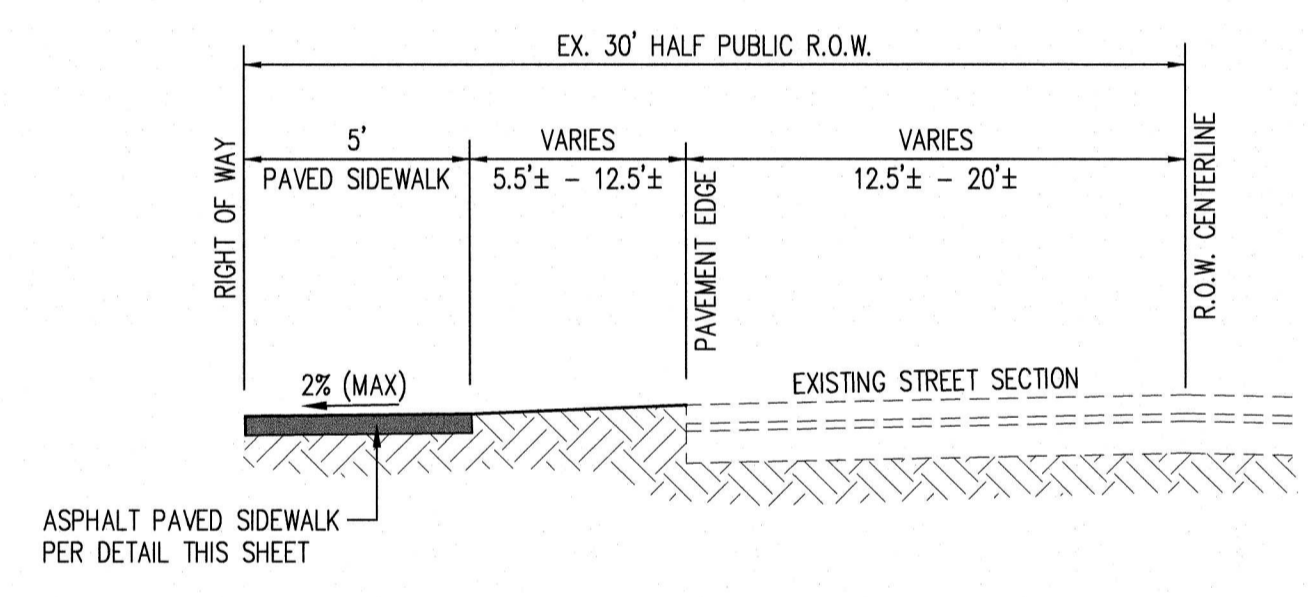 EX. 30' HALF PUBLIC R.O.W.
RIGHT OF WAY
5'
PAVED SIDEWALK
VARIES
5.5'± - 12.5'±
PAVEMENT EDGE
VARIES
12.5'± - 20'±
R.O.W. CENTERLINE
2% (MAX)
EXISTING STREET SECTION
ASPHALT PAVED SIDEWALK
PER DETAIL THIS SHEET